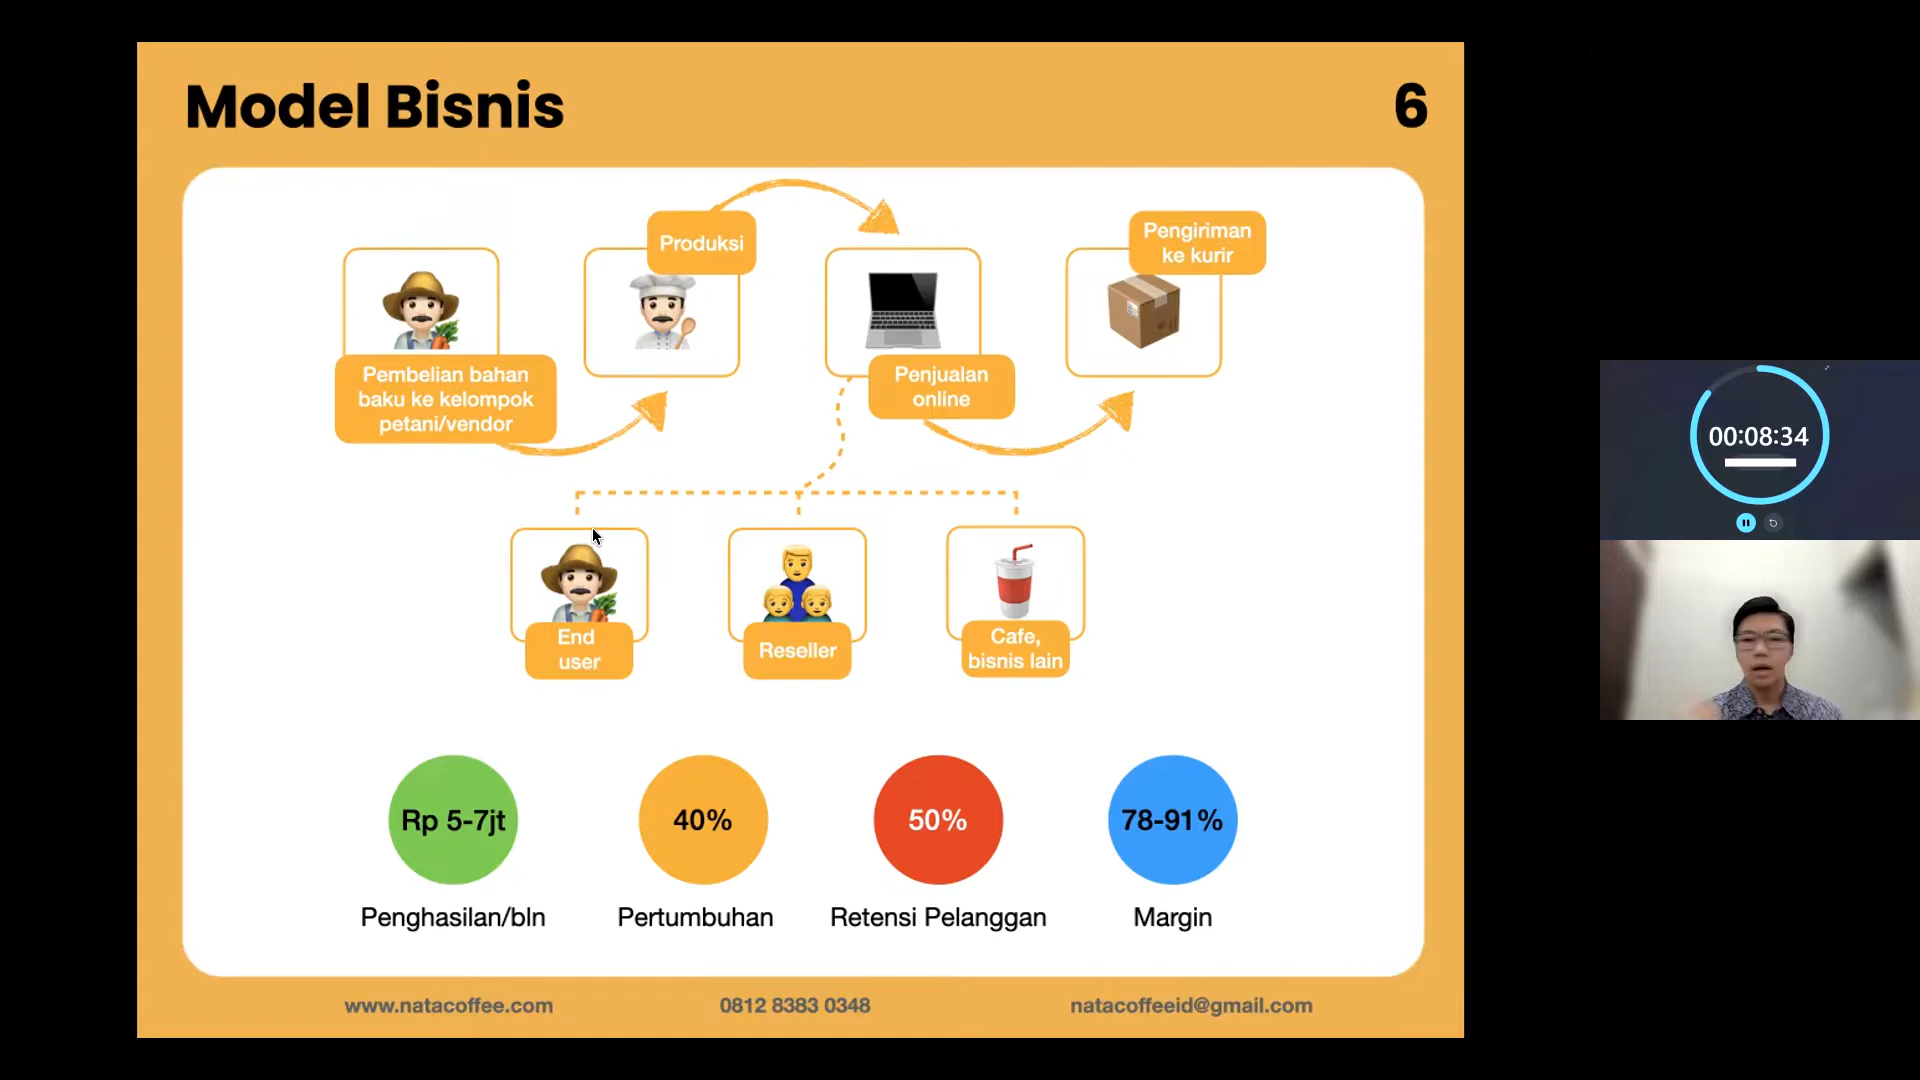 Model Bisnis
6
Produksi
Pengiriman
ke kurir
Pembelian bahan
baku ke kelompok
petani/vendor
Penjualan
online
00:08:34
End
user
Reseller
Cafe,
bisnis lain
Rp 5-7jt
40%
50%
78-91%
Penghasilan/bln
Pertumbuhan
Retensi Pelanggan
Margin
www.natacoffee.com
0812 8383 0348
natacoffeeid@gmail.com